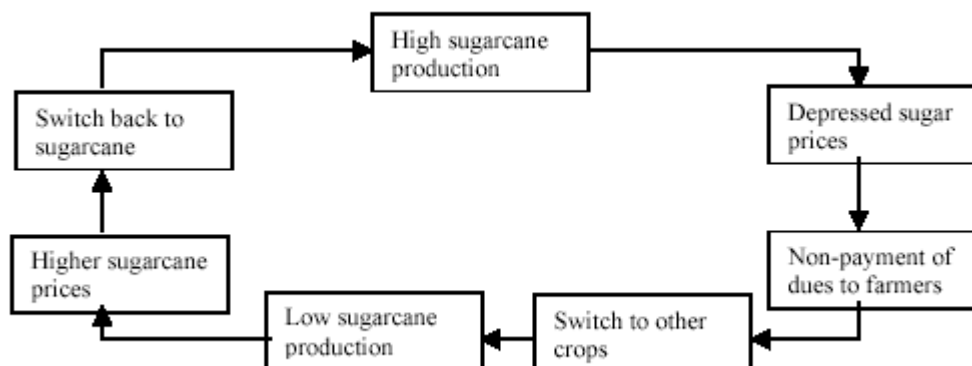 High sugarcane
production
Depressed sugar
prices
Non-payment of
dues to farmers
Switch to other
crops
Low sugarcane
production
Higher sugarcane
prices
Switch back to
sugarcane